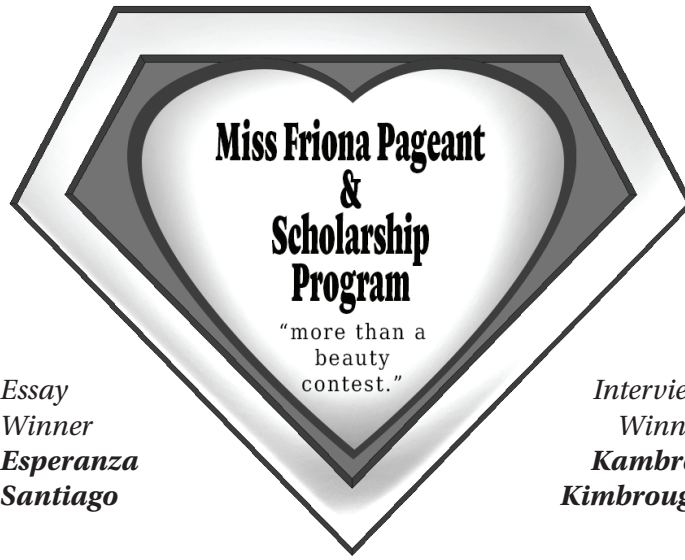 Miss Friona Pageant
&
Scholarship
Program
“more than a
beauty
contest.”
Essay
Winner
Esperanza
Santiago